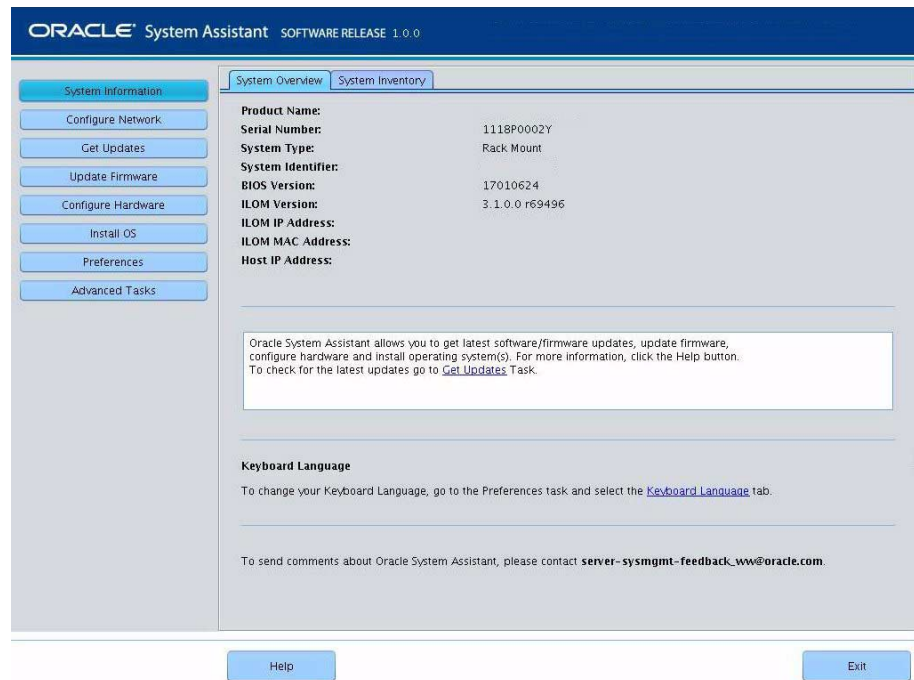 ORACLE System Assistant SOFTWARE RELEASE 1.0.0
System Information
Configure Network
Get Updates
Update Firmware
Configure Hardware
Install OS
Preferences
Advanced Tasks
System Overview System Inventory
Product Name:
Serial Number: 1118P0002Y
System Type: Rack Mount
System Identifier:
BIOS Version: 17010624
ILOM Version: 3.1.0.0 r69496
ILOM IP Address:
ILOM MAC Address:
Host IP Address:
Oracle System Assistant allows you to get latest software/firmware updates, update firmware,
configure hardware and install operating system(s). For more information, click the Help button.
To check for the latest updates go to Get Updates Task.
Keyboard Language
To change your Keyboard Language, go to the Preferences task and select the Keyboard Language tab.
To send comments about Oracle System Assistant, please contact server-sysmgmt-feedback_ww@oracle.com.
Help
Exit